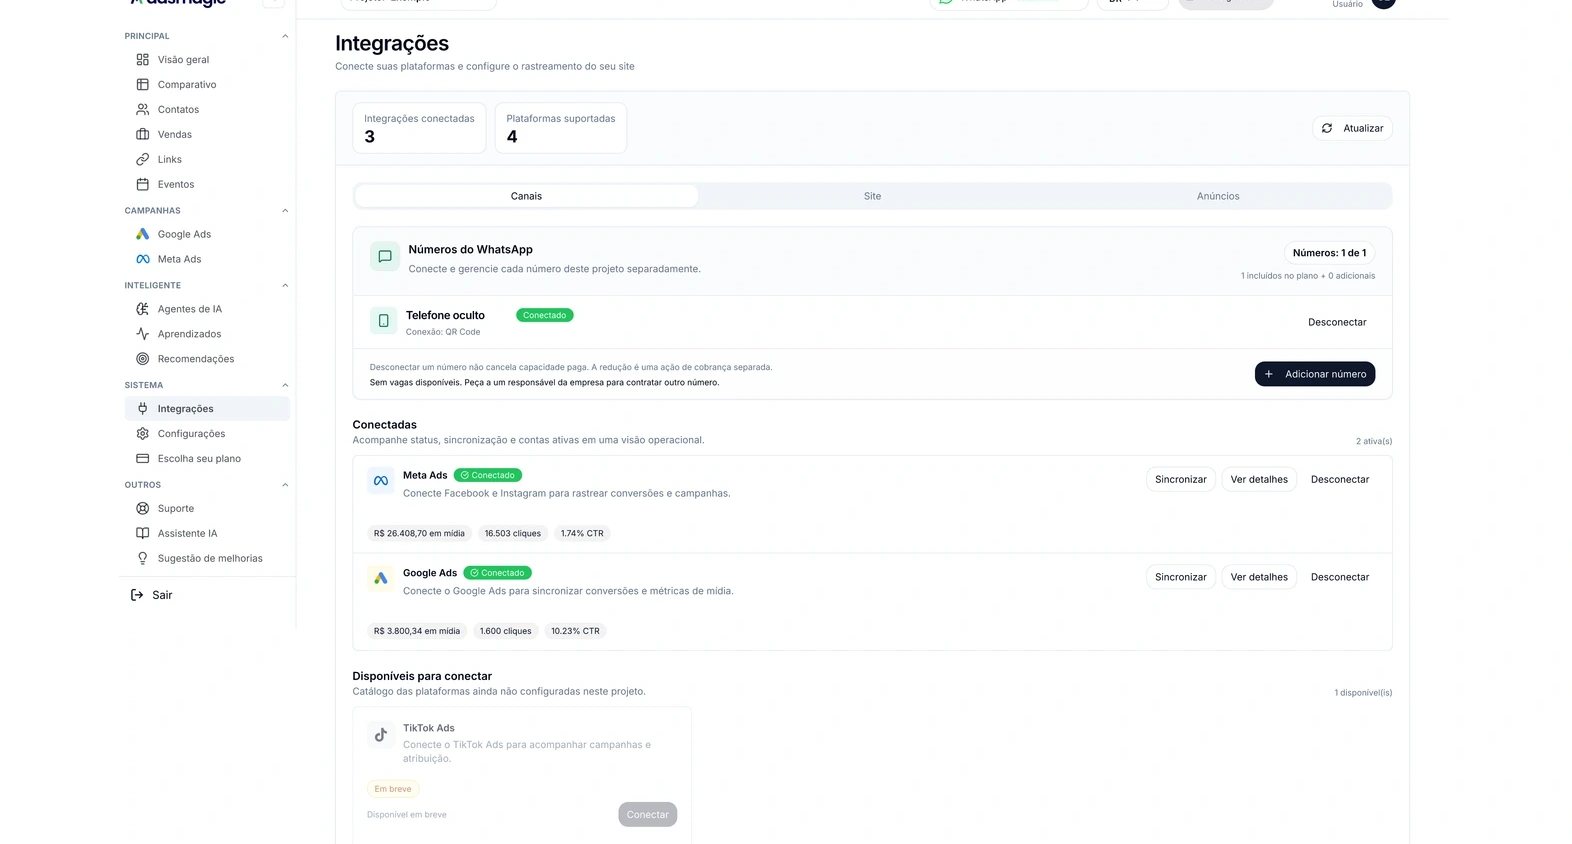 PRINCIPAL
Visão geral
Comparativo
Contatos
Vendas
Links
Eventos
CAMPANHAS
Google Ads
Meta Ads
INTELIGENTE
Agentes de IA
Aprendizados
Recomendações
SISTEMA
Integrações
Configurações
Escolha seu plano
OUTROS
Suporte
Assistente IA
Sugestão de melhorias
Sair
Usuário
Integrações
Conecte suas plataformas e configure o rastreamento do seu site
Integrações conectadas
3
Plataformas suportadas
4
Atualizar
Canais
Site
Anúncios
Números do WhatsApp
Conecte e gerencie cada número deste projeto separadamente.
Números: 1 de 1
1 incluídos no plano + 0 adicionais
Telefone oculto
Conectado
Conexão: QR Code
Desconectar
Desconectar um número não cancela capacidade paga. A redução é uma ação de cobrança separada.
Sem vagas disponíveis. Peça a um responsável da empresa para contratar outro número.
Adicionar número
Conectadas
Acompanhe status, sincronização e contas ativas em uma visão operacional.
2 ativa(s)
Meta Ads
Conectado
Conecte Facebook e Instagram para rastrear conversões e campanhas.
Sincronizar
Ver detalhes
Desconectar
R$ 26.408,70 em mídia
16.503 cliques
1.74% CTR
Google Ads
Conectado
Conecte o Google Ads para sincronizar conversões e métricas de mídia.
Sincronizar
Ver detalhes
Desconectar
R$ 3.800,34 em mídia
1.600 cliques
10.23% CTR
Disponíveis para conectar
Catálogo das plataformas ainda não configuradas neste projeto.
1 disponível(is)
TikTok Ads
Conecte o TikTok Ads para acompanhar campanhas e
atribuição.
Em breve
Disponível em breve
Conectar